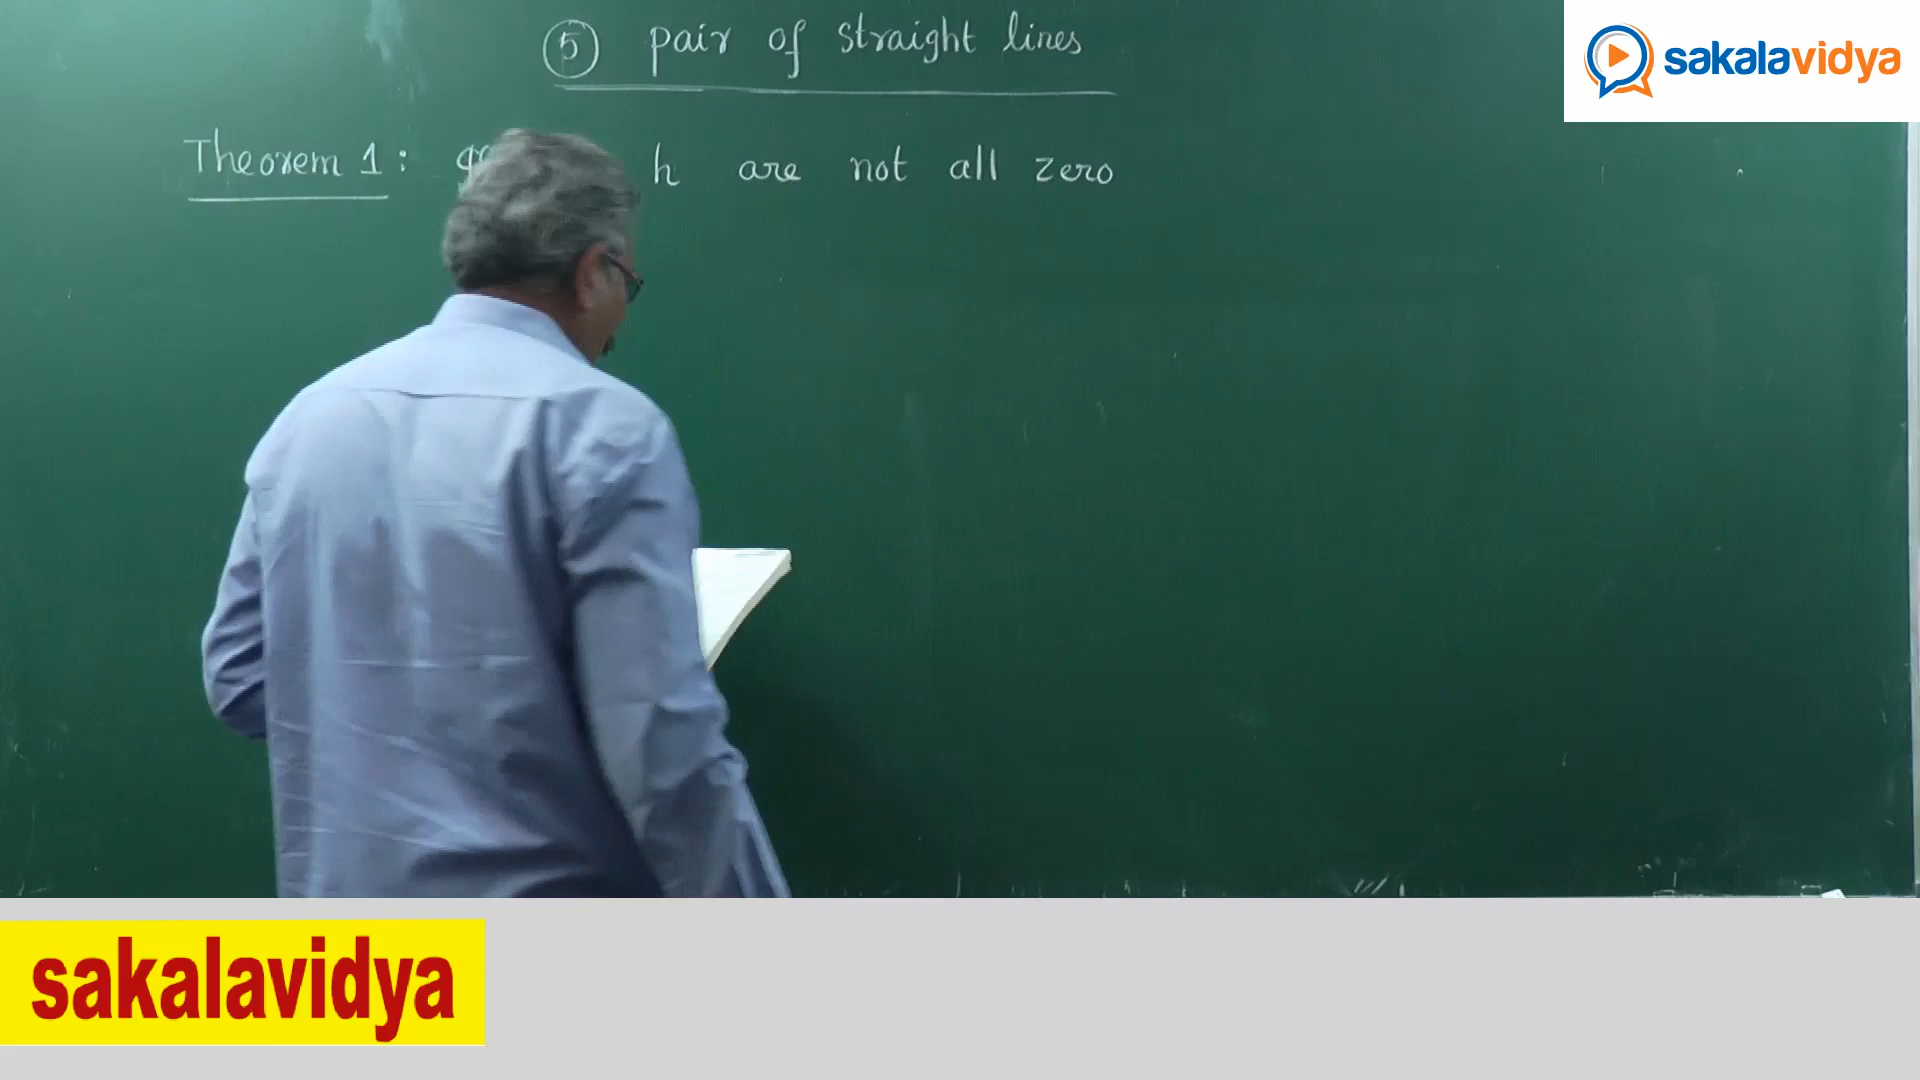 5 pair of straight lines
sakalavidya
Theorem 1: h are not all zero
sakalavidya